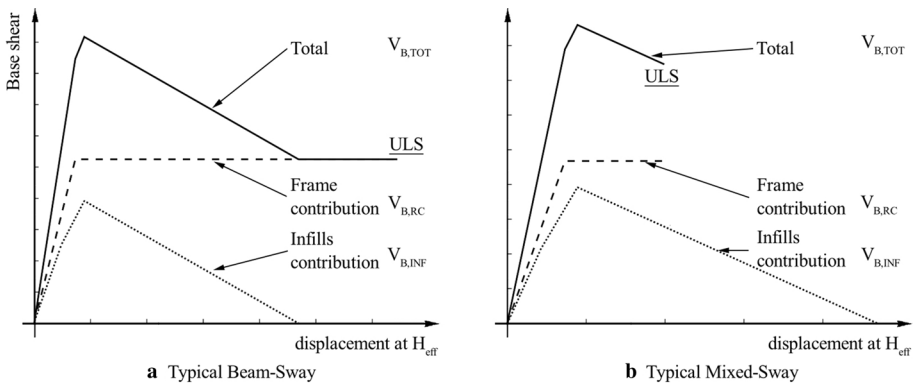 Base shear
Total V_B,TOT
ULS
Frame
contribution V_B,RC
Infills
contribution V_B,INF
displacement at H_eff
a Typical Beam-Sway
Total V_B,TOT
ULS
Frame
contribution V_B,RC
Infills
contribution V_B,INF
displacement at H_eff
b Typical Mixed-Sway